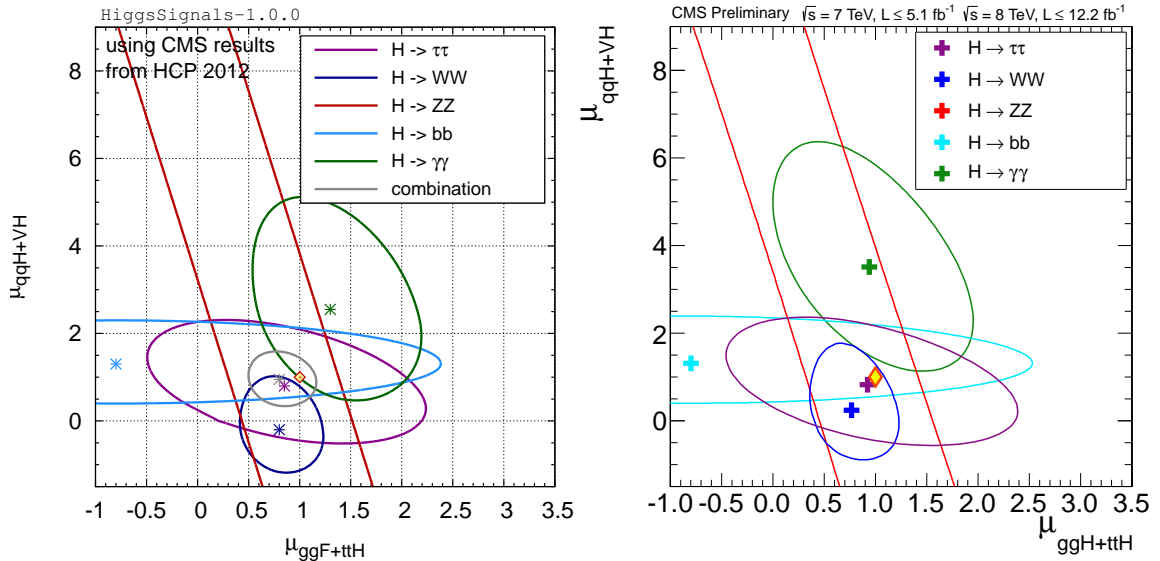 HiggsSignals-1.0.0
using CMS results
from HCP 2012
H -> ττ
H -> WW
H -> ZZ
H -> bb
H -> γγ
combination
μqqH+VH
8
6
4
2
0
-1 -0.5 0 0.5 1 1.5 2 2.5 3 3.5
μggF+ttH
CMS Preliminary √s = 7 TeV, L ≤ 5.1 fb⁻¹ √s = 8 TeV, L ≤ 12.2 fb⁻¹
H → ττ
H → WW
H → ZZ
H → bb
H → γγ
μqqH+VH
8
6
4
2
0
-1.0 -0.5 0.0 0.5 1.0 1.5 2.0 2.5 3.0 3.5
μggH+ttH